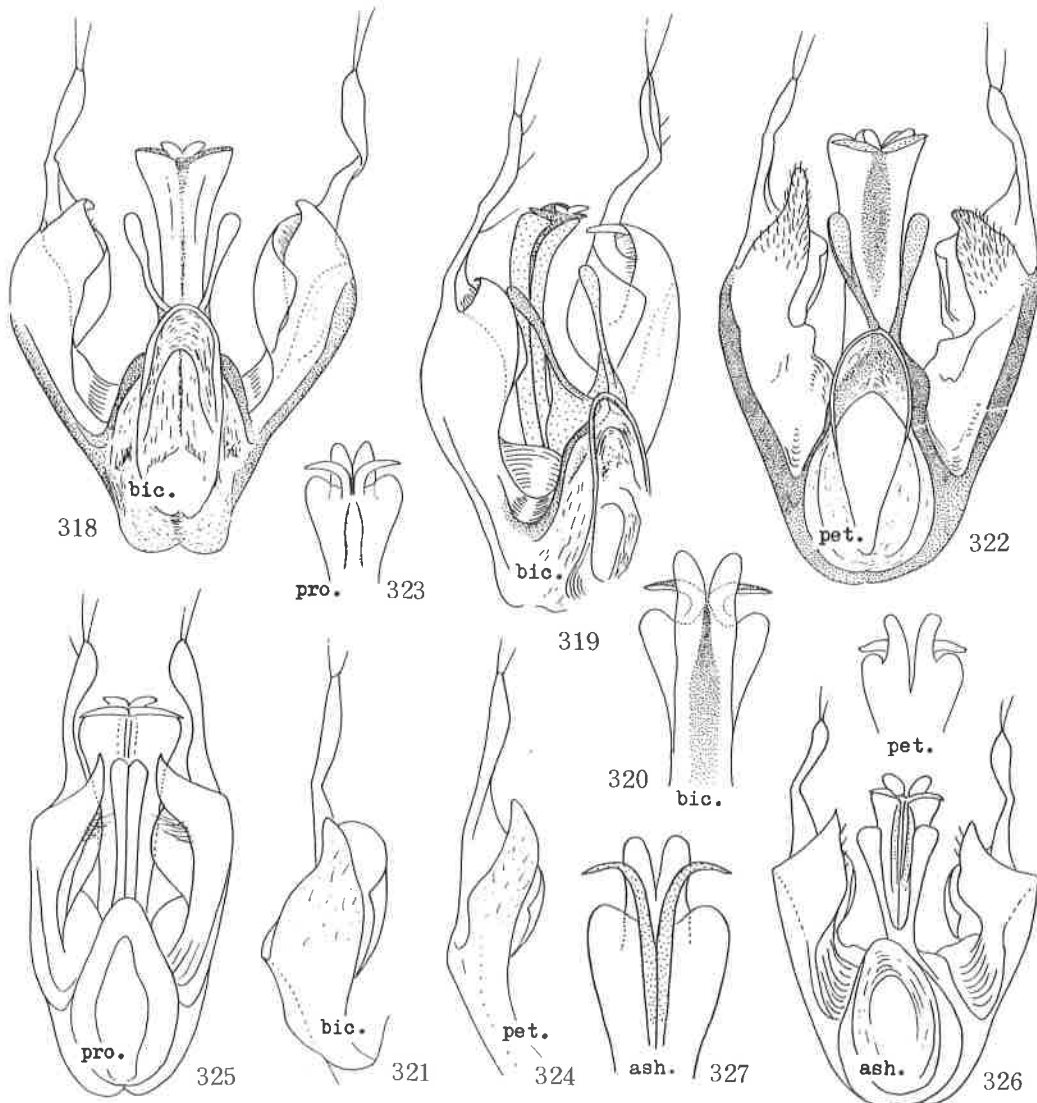 bic.
318
pro.
323
bic.
319
pet.
322
320
bic.
pet.
pro.
325
bic.
321
pet.
324
ash.
327
ash.
326